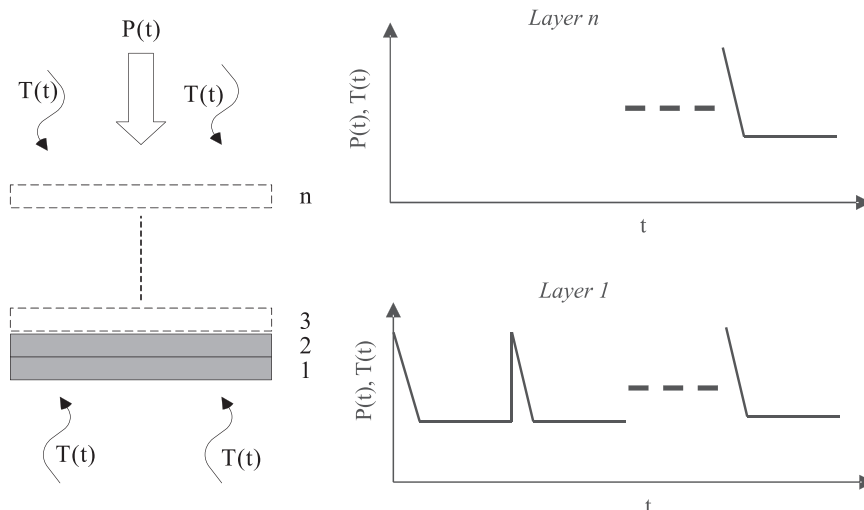 P(t)
T(t)
T(t)
n
3
2
1
T(t)
T(t)
Layer n
P(t), T(t)
t
Layer 1
P(t), T(t)
t